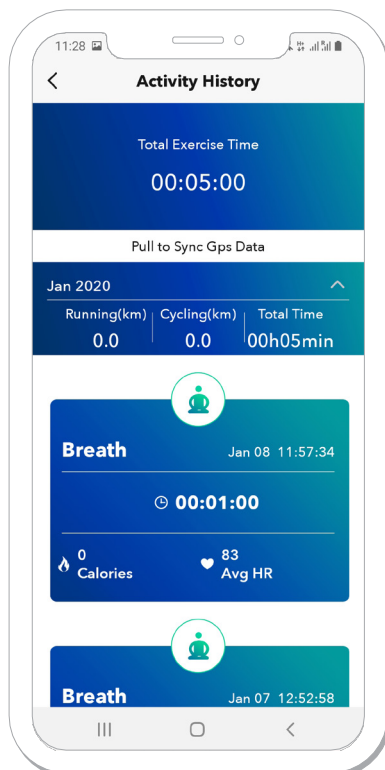 11:28
Activity History
Total Exercise Time
00:05:00
Pull to Sync Gps Data
Jan 2020
Running(km) Cycling(km) Total Time
0.0 0.0 00h05min
Breath Jan 08 11:57:34
00:01:00
0 83
Calories Avg HR
Breath Jan 07 12:52:58